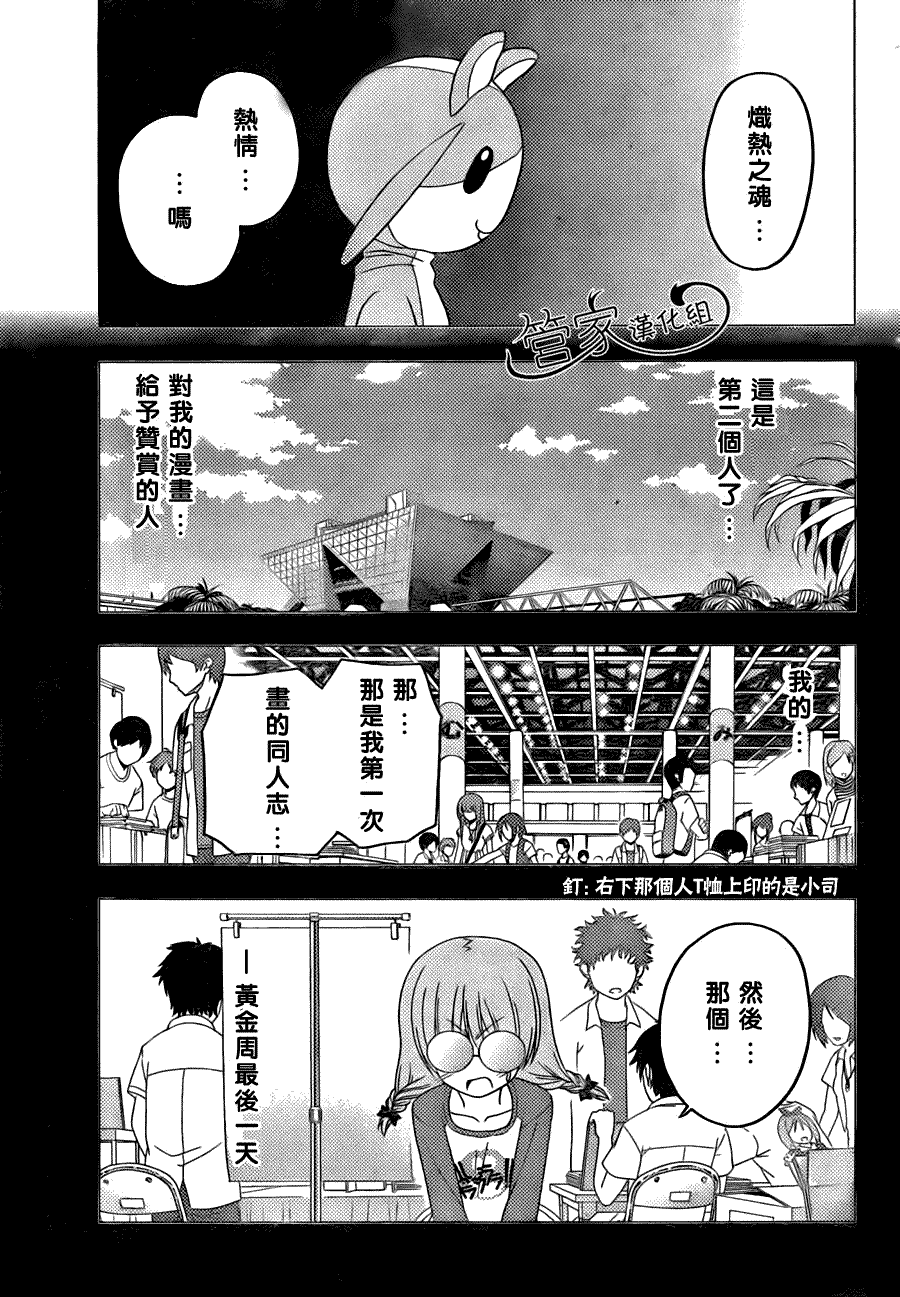 熾熱之魂…
熱情…
…嗎
管家漢化組
這是
第二個人了…
對我的漫畫…
給予贊賞的人
我的…
那…
那是我第一次
畫的同人志…
釘：右下那個人T恤上印的是小司
然後…
那個…
—黃金周最後一天